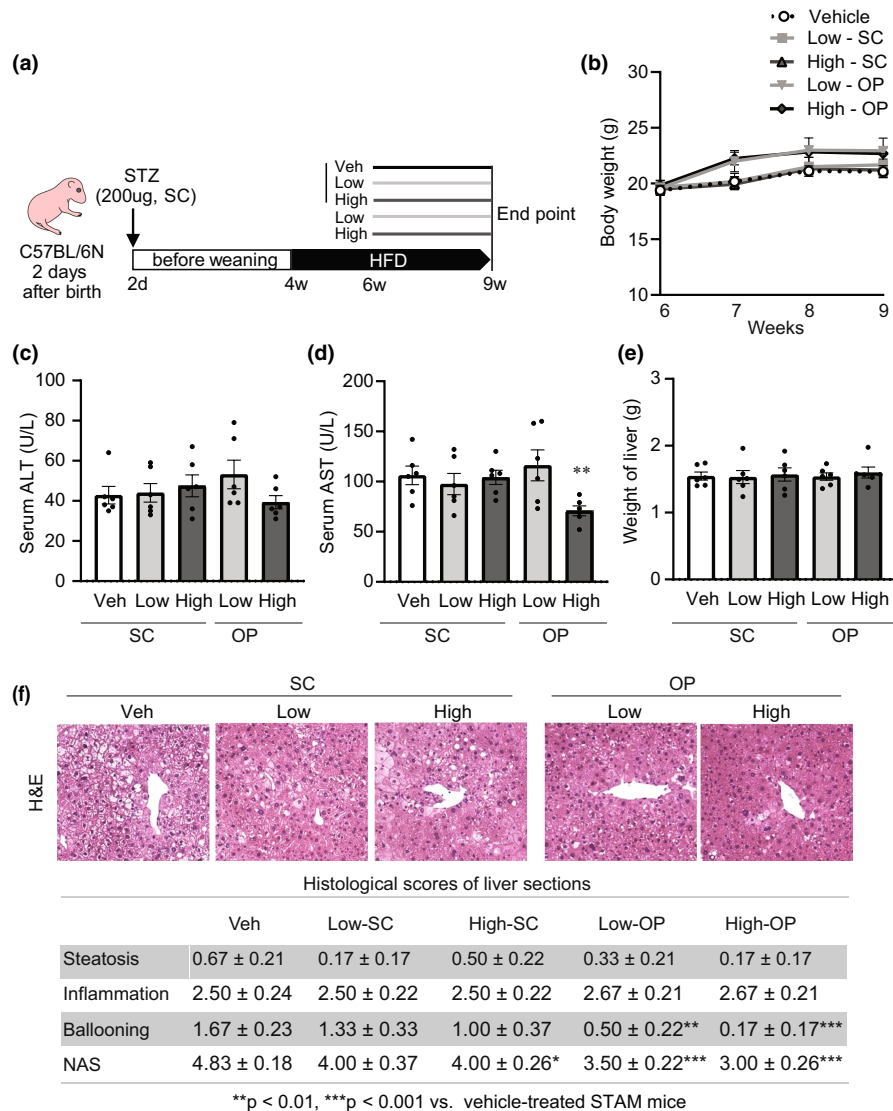 (a)
STZ
(200ug, SC)
C57BL/6N
2 days
after birth
before weaning
HFD
2d
4w
6w
9w
Veh
Low
High
Low
High
End point
(b)
Vehicle
Low - SC
High - SC
Low - OP
High - OP
Body weight (g)
30
25
20
15
10
6 7 8 9
Weeks
(c)
Serum ALT (U/L)
100
80
60
40
20
0
Veh Low High Low High
SC OP
(d)
Serum AST (U/L)
200
150
100
50
0
**
Veh Low High Low High
SC OP
(e)
Weight of liver (g)
3
2
1
0
Veh Low High Low High
SC OP
(f)
SC OP
Veh Low High Low High
H&E
Histological scores of liver sections
Veh Low-SC High-SC Low-OP High-OP
Steatosis 0.67 ± 0.21 0.17 ± 0.17 0.50 ± 0.22 0.33 ± 0.21 0.17 ± 0.17
Inflammation 2.50 ± 0.24 2.50 ± 0.22 2.50 ± 0.22 2.67 ± 0.21 2.67 ± 0.21
Ballooning 1.67 ± 0.23 1.33 ± 0.33 1.00 ± 0.37 0.50 ± 0.22** 0.17 ± 0.17***
NAS 4.83 ± 0.18 4.00 ± 0.37 4.00 ± 0.26* 3.50 ± 0.22*** 3.00 ± 0.26***
**p < 0.01, ***p < 0.001 vs. vehicle-treated STAM mice